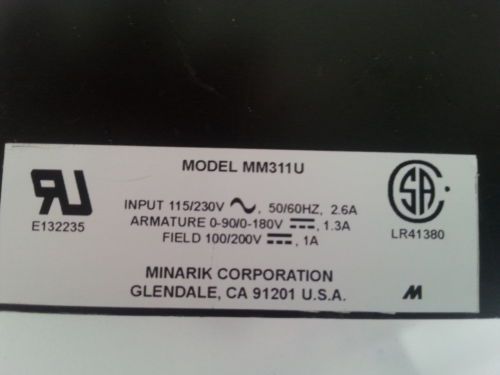 MODEL MM311U
INPUT 115/230V ∿, 50/60HZ, 2.6A
ARMATURE 0-90/0-180V ⎓, 1.3A
FIELD 100/200V ⎓, 1A
E132235
SA
LR41380
MINARIK CORPORATION
GLENDALE, CA 91201 U.S.A.
M